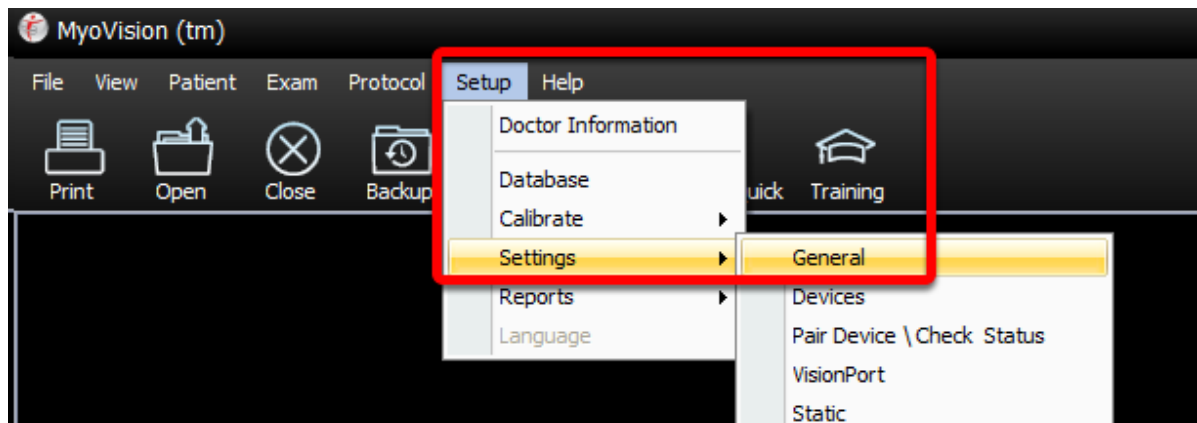 MyoVision (tm)
File View Patient Exam Protocol Setup Help
Print Open Close Backup uick Training
Doctor Information
Database
Calibrate
Settings
Reports
Language
General
Devices
Pair Device \ Check Status
VisionPort
Static